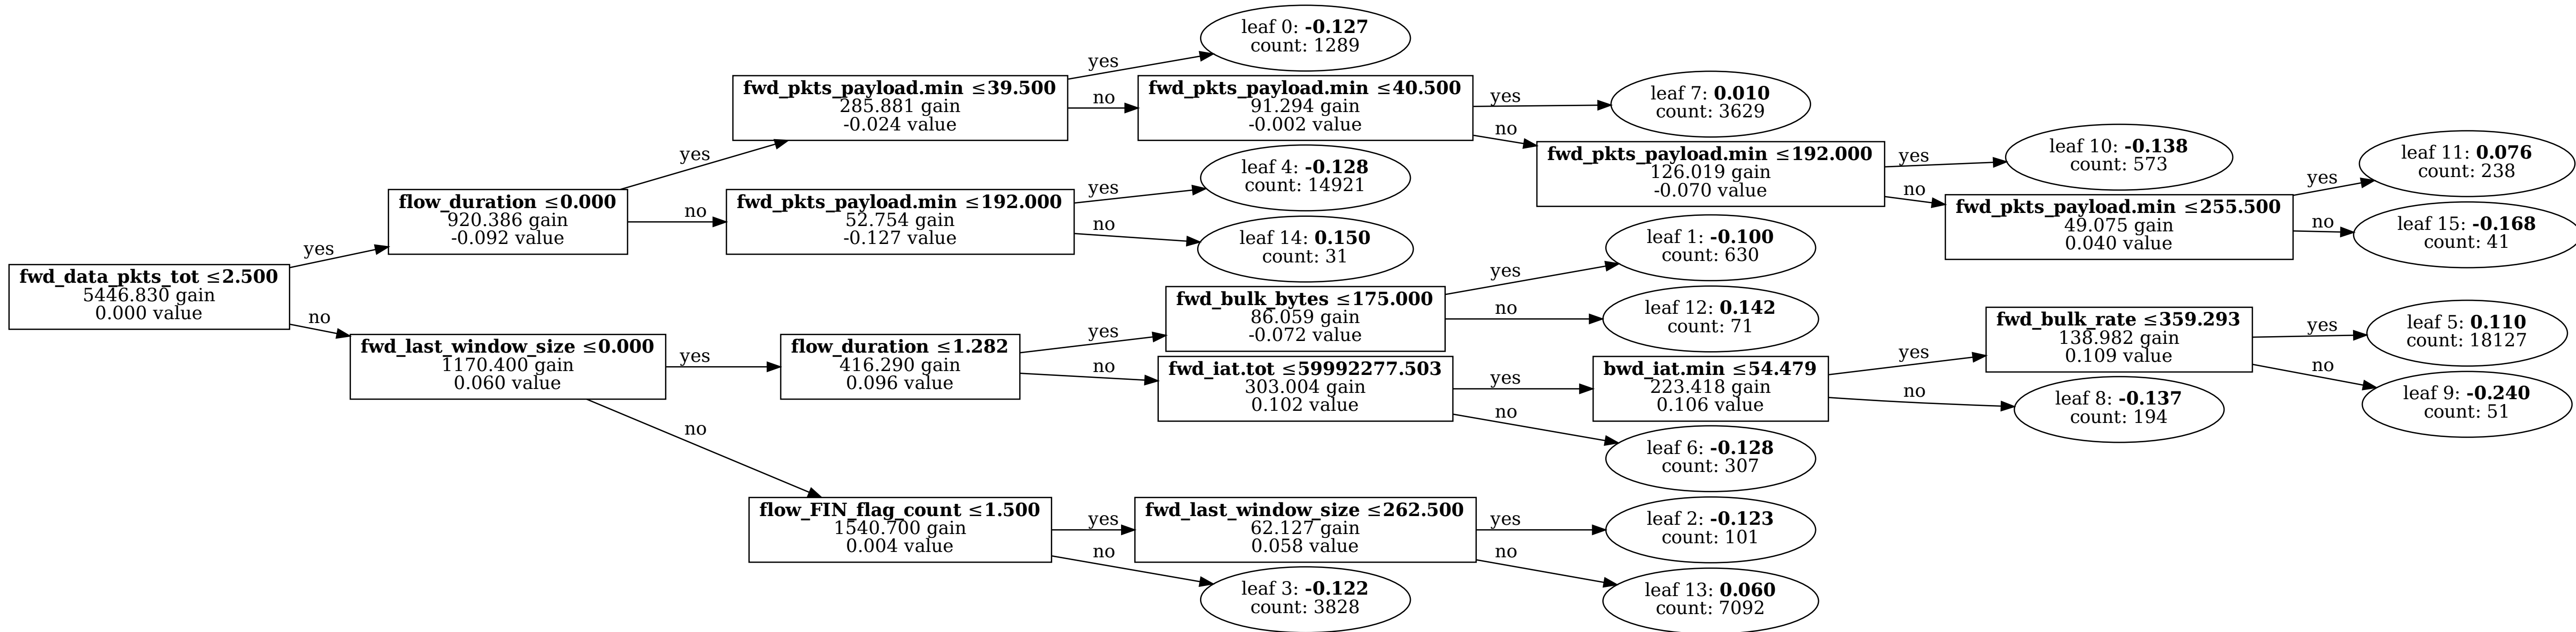 fwd_data_pkts_tot ≤2.500
5446.830 gain
0.000 value
yes
no
flow_duration ≤0.000
920.386 gain
-0.092 value
yes
no
fwd_last_window_size ≤0.000
1170.400 gain
0.060 value
yes
no
fwd_pkts_payload.min ≤39.500
285.881 gain
-0.024 value
yes
no
fwd_pkts_payload.min ≤192.000
52.754 gain
-0.127 value
yes
no
flow_duration ≤1.282
416.290 gain
0.096 value
yes
no
flow_FIN_flag_count ≤1.500
1540.700 gain
0.004 value
yes
no
leaf 0: -0.127
count: 1289
fwd_pkts_payload.min ≤40.500
91.294 gain
-0.002 value
yes
no
leaf 4: -0.128
count: 14921
leaf 14: 0.150
count: 31
fwd_bulk_bytes ≤175.000
86.059 gain
-0.072 value
yes
no
fwd_iat.tot ≤59992277.503
303.004 gain
0.102 value
yes
no
fwd_last_window_size ≤262.500
62.127 gain
0.058 value
yes
no
leaf 3: -0.122
count: 3828
leaf 7: 0.010
count: 3629
fwd_pkts_payload.min ≤192.000
126.019 gain
-0.070 value
yes
no
leaf 1: -0.100
count: 630
leaf 12: 0.142
count: 71
bwd_iat.min ≤54.479
223.418 gain
0.106 value
yes
no
leaf 6: -0.128
count: 307
leaf 2: -0.123
count: 101
leaf 13: 0.060
count: 7092
leaf 10: -0.138
count: 573
fwd_pkts_payload.min ≤255.500
49.075 gain
0.040 value
yes
no
fwd_bulk_rate ≤359.293
138.982 gain
0.109 value
yes
no
leaf 8: -0.137
count: 194
leaf 11: 0.076
count: 238
leaf 15: -0.168
count: 41
leaf 5: 0.110
count: 18127
leaf 9: -0.240
count: 51